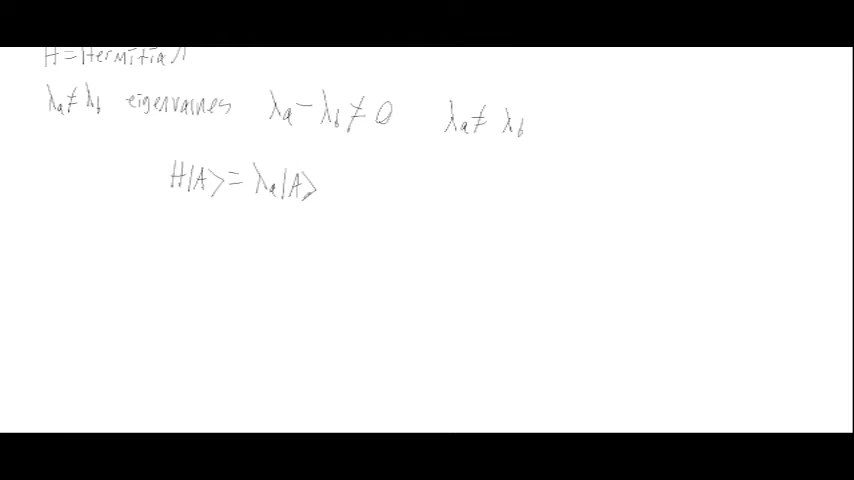 H = Hermitian
λa ≠ λb eigenvalues λa - λb ≠ 0 λa ≠ λb
H|A> = λa|A>